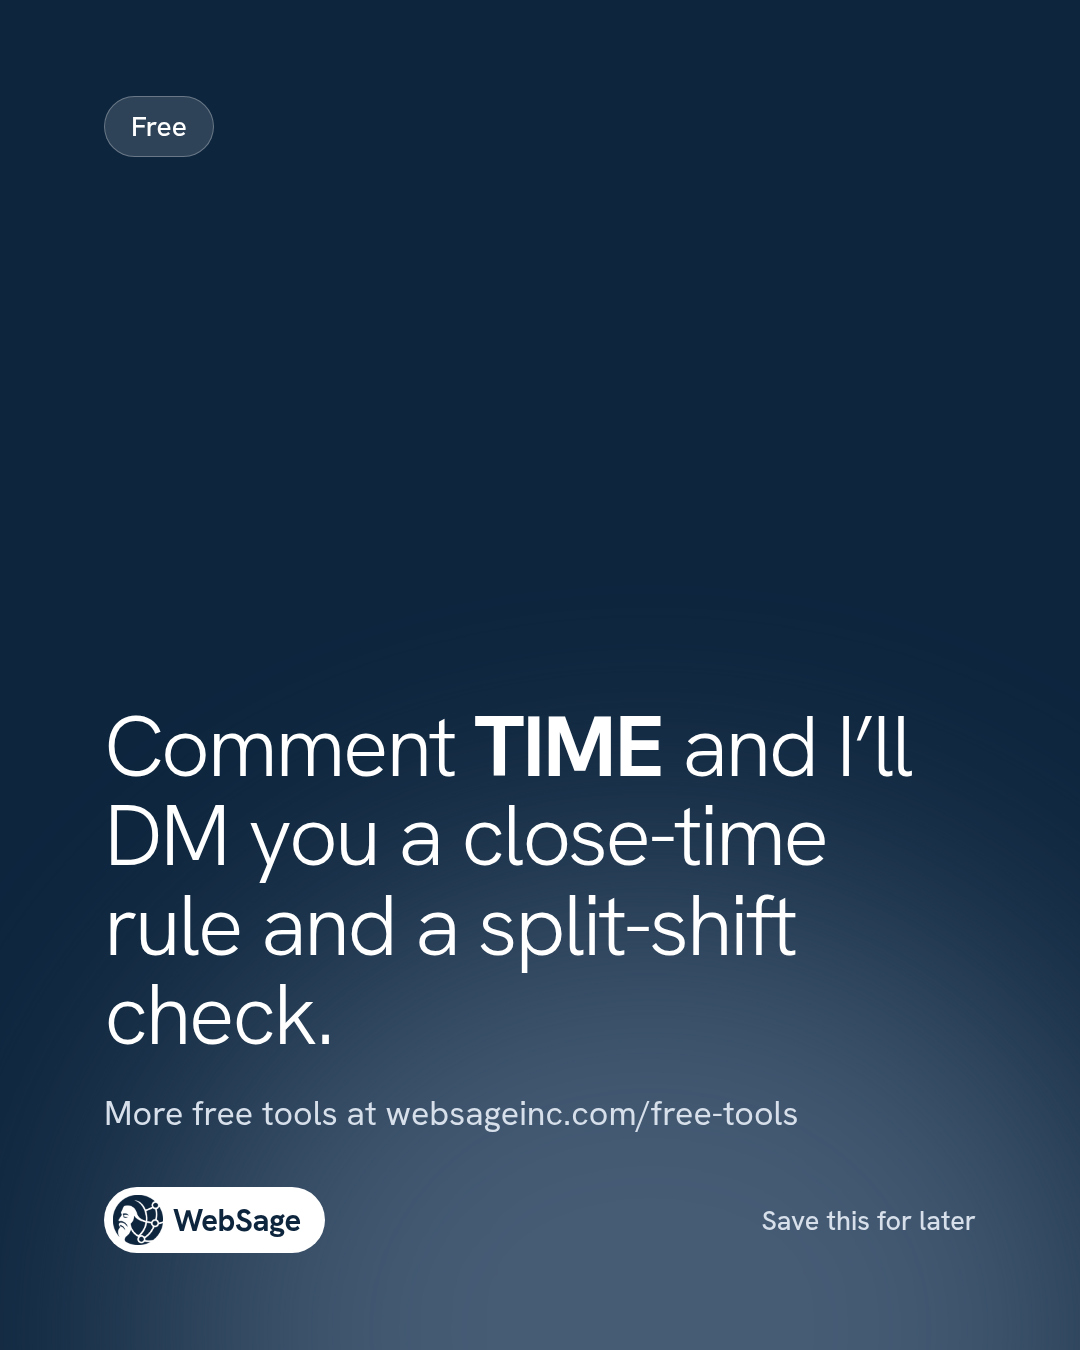 Free
Comment TIME and I’ll
DM you a close-time
rule and a split-shift
check.
More free tools at websageinc.com/free-tools
WebSage
Save this for later